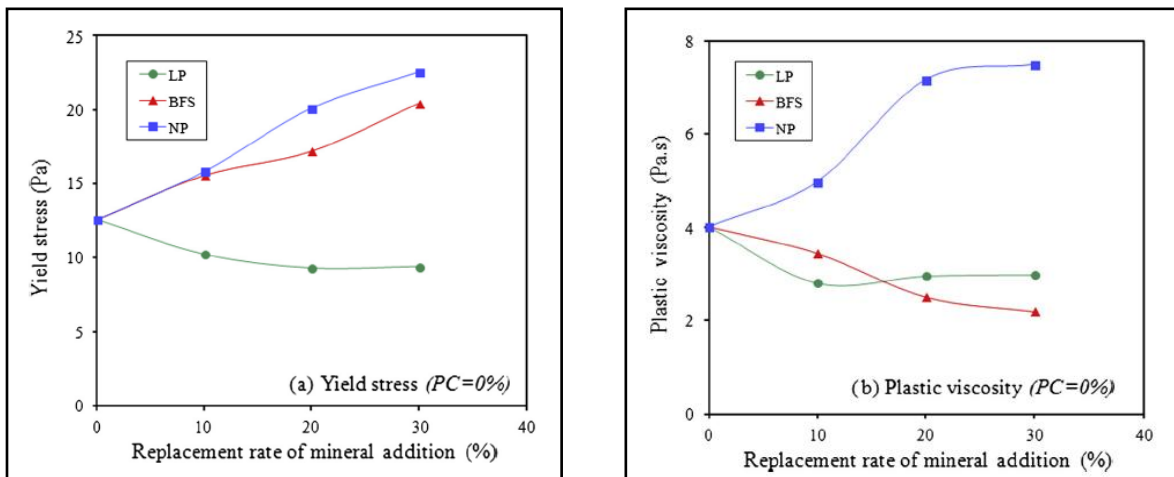 25
20
15
10
5
0
0
10
20
30
40
Yield stress (Pa)
LP
BFS
NP
(a) Yield stress (PC=0%)
Replacement rate of mineral addition (%)
8
6
4
2
0
0
10
20
30
40
Plastic viscosity (Pa.s)
LP
BFS
NP
(b) Plastic viscosity (PC=0%)
Replacement rate of mineral addition (%)